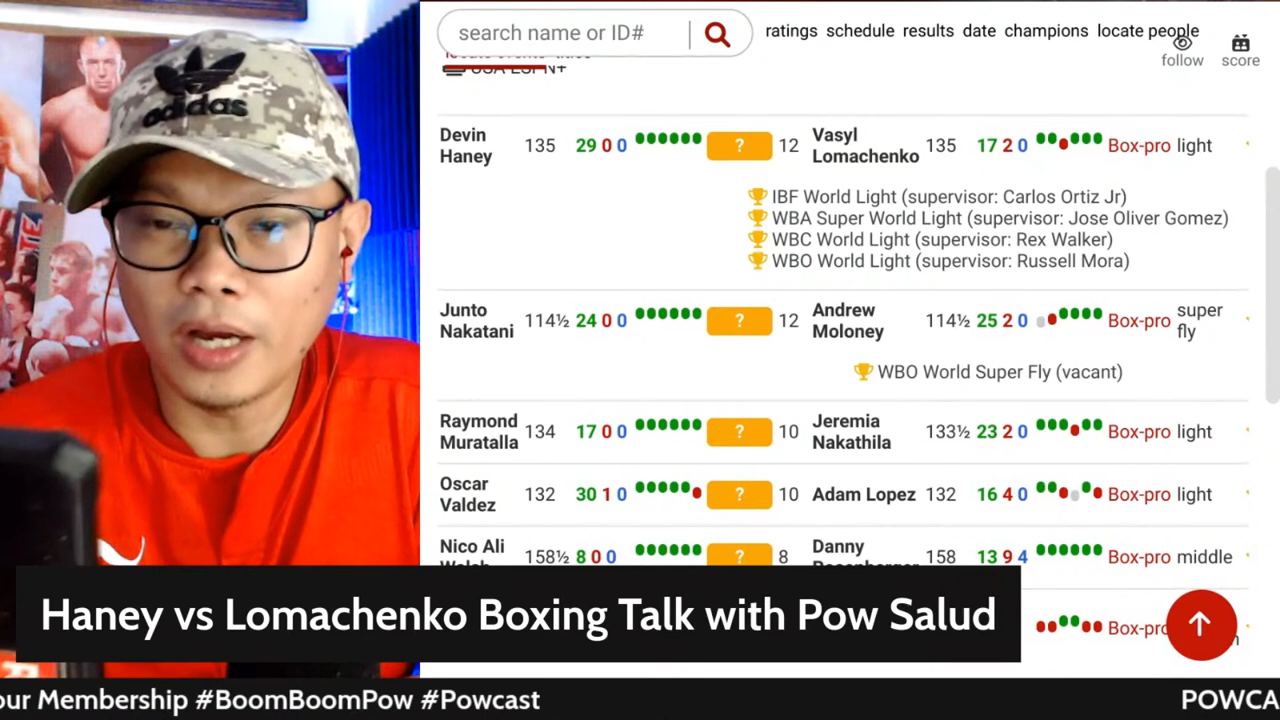 search name or ID#
ratings schedule results date champions locate people
follow
score
USA ESPN+
adidas
Devin Haney 135 29 0 0 ? 12 Vasyl Lomachenko 135 17 2 0 Box-pro light
IBF World Light (supervisor: Carlos Ortiz Jr)
WBA Super World Light (supervisor: Jose Oliver Gomez)
WBC World Light (supervisor: Rex Walker)
WBO World Light (supervisor: Russell Mora)
Junto Nakatani 114½ 24 0 0 ? 12 Andrew Moloney 114½ 25 2 0 Box-pro super fly
WBO World Super Fly (vacant)
Raymond Muratalla 134 17 0 0 ? 10 Jeremia Nakathila 133½ 23 2 0 Box-pro light
Oscar Valdez 132 30 1 0 ? 10 Adam Lopez 132 16 4 0 Box-pro light
Nico Ali 158½ 8 0 0 ? 8 Danny 158 13 9 4 Box-pro middle
Box-pro
Haney vs Lomachenko Boxing Talk with Pow Salud
our Membership #BoomBoomPow #Powcast
POWCA